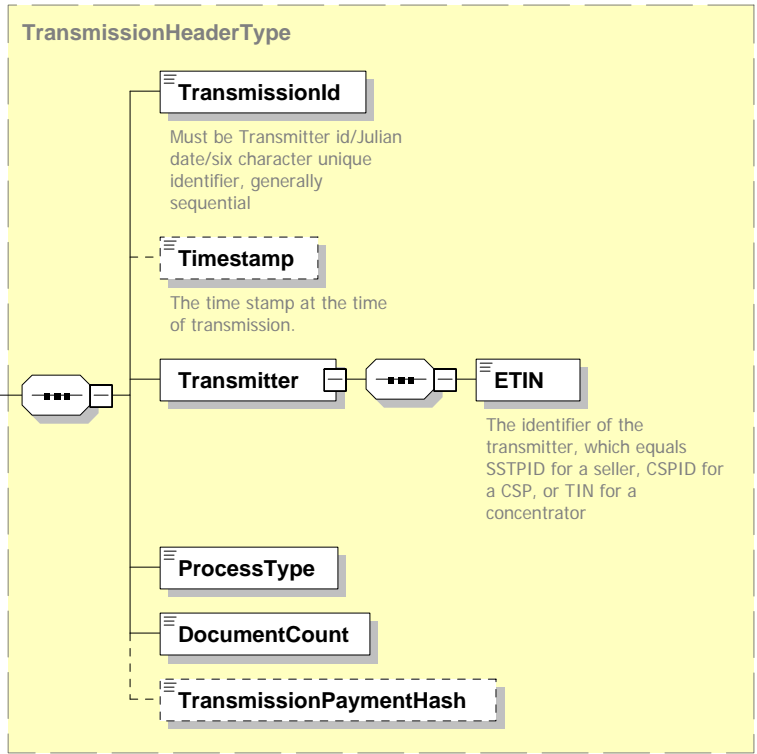 TransmissionHeaderType
TransmissionId
Must be Transmitter id/Julian
date/six character unique
identifier, generally
sequential
Timestamp
The time stamp at the time
of transmission.
Transmitter
ETIN
The identifier of the
transmitter, which equals
SSTPID for a seller, CSPID for
a CSP, or TIN for a
concentrator
ProcessType
DocumentCount
TransmissionPaymentHash